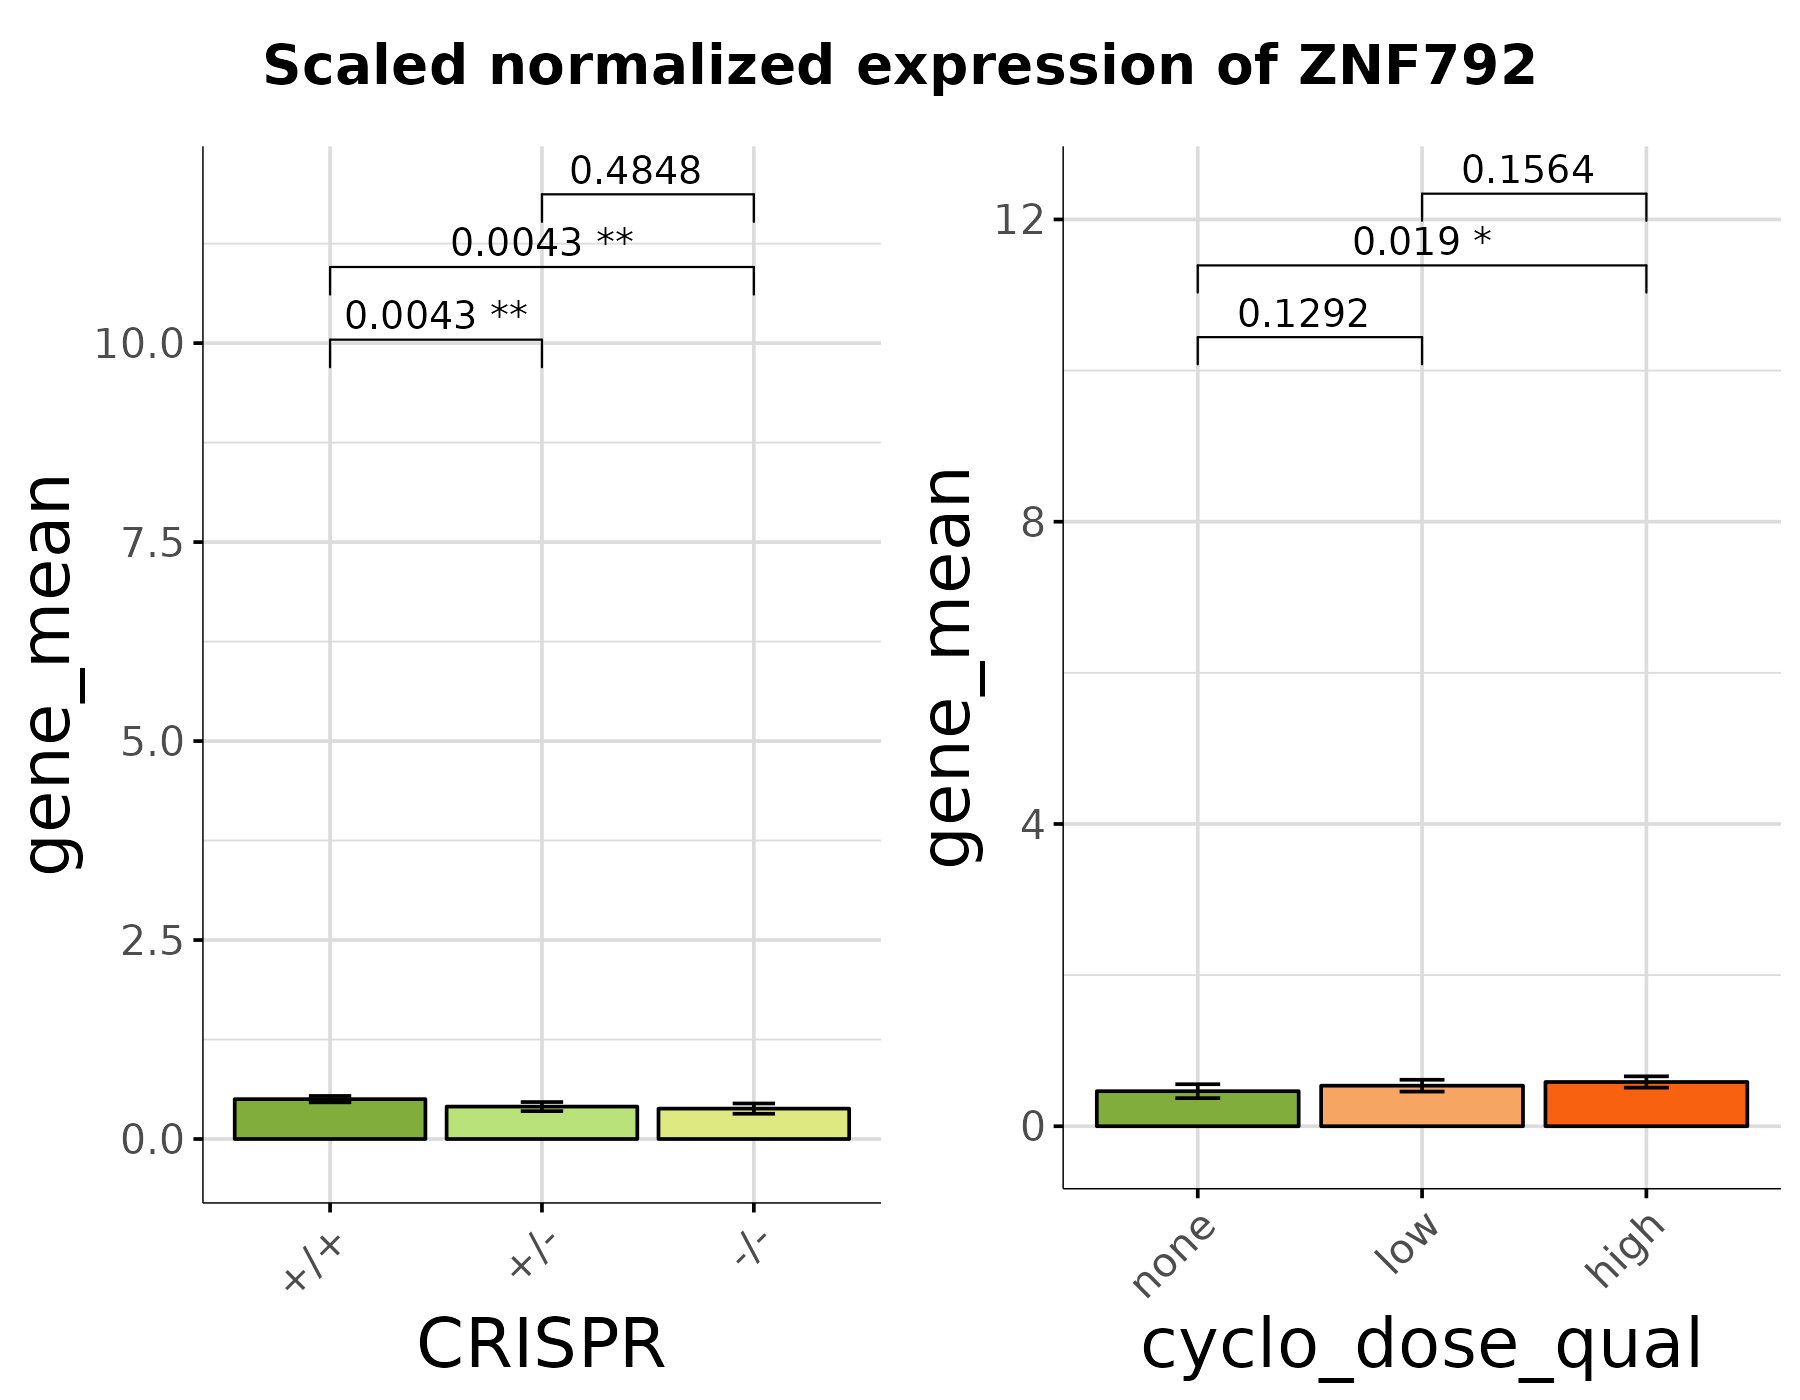 Scaled normalized expression of ZNF792
gene_mean
0.4848
0.0043 **
0.0043 **
10.0
7.5
5.0
2.5
0.0
+/+
+/-
-/-
CRISPR
gene_mean
0.1564
0.019 *
0.1292
12
8
4
0
none
low
high
cyclo_dose_qual